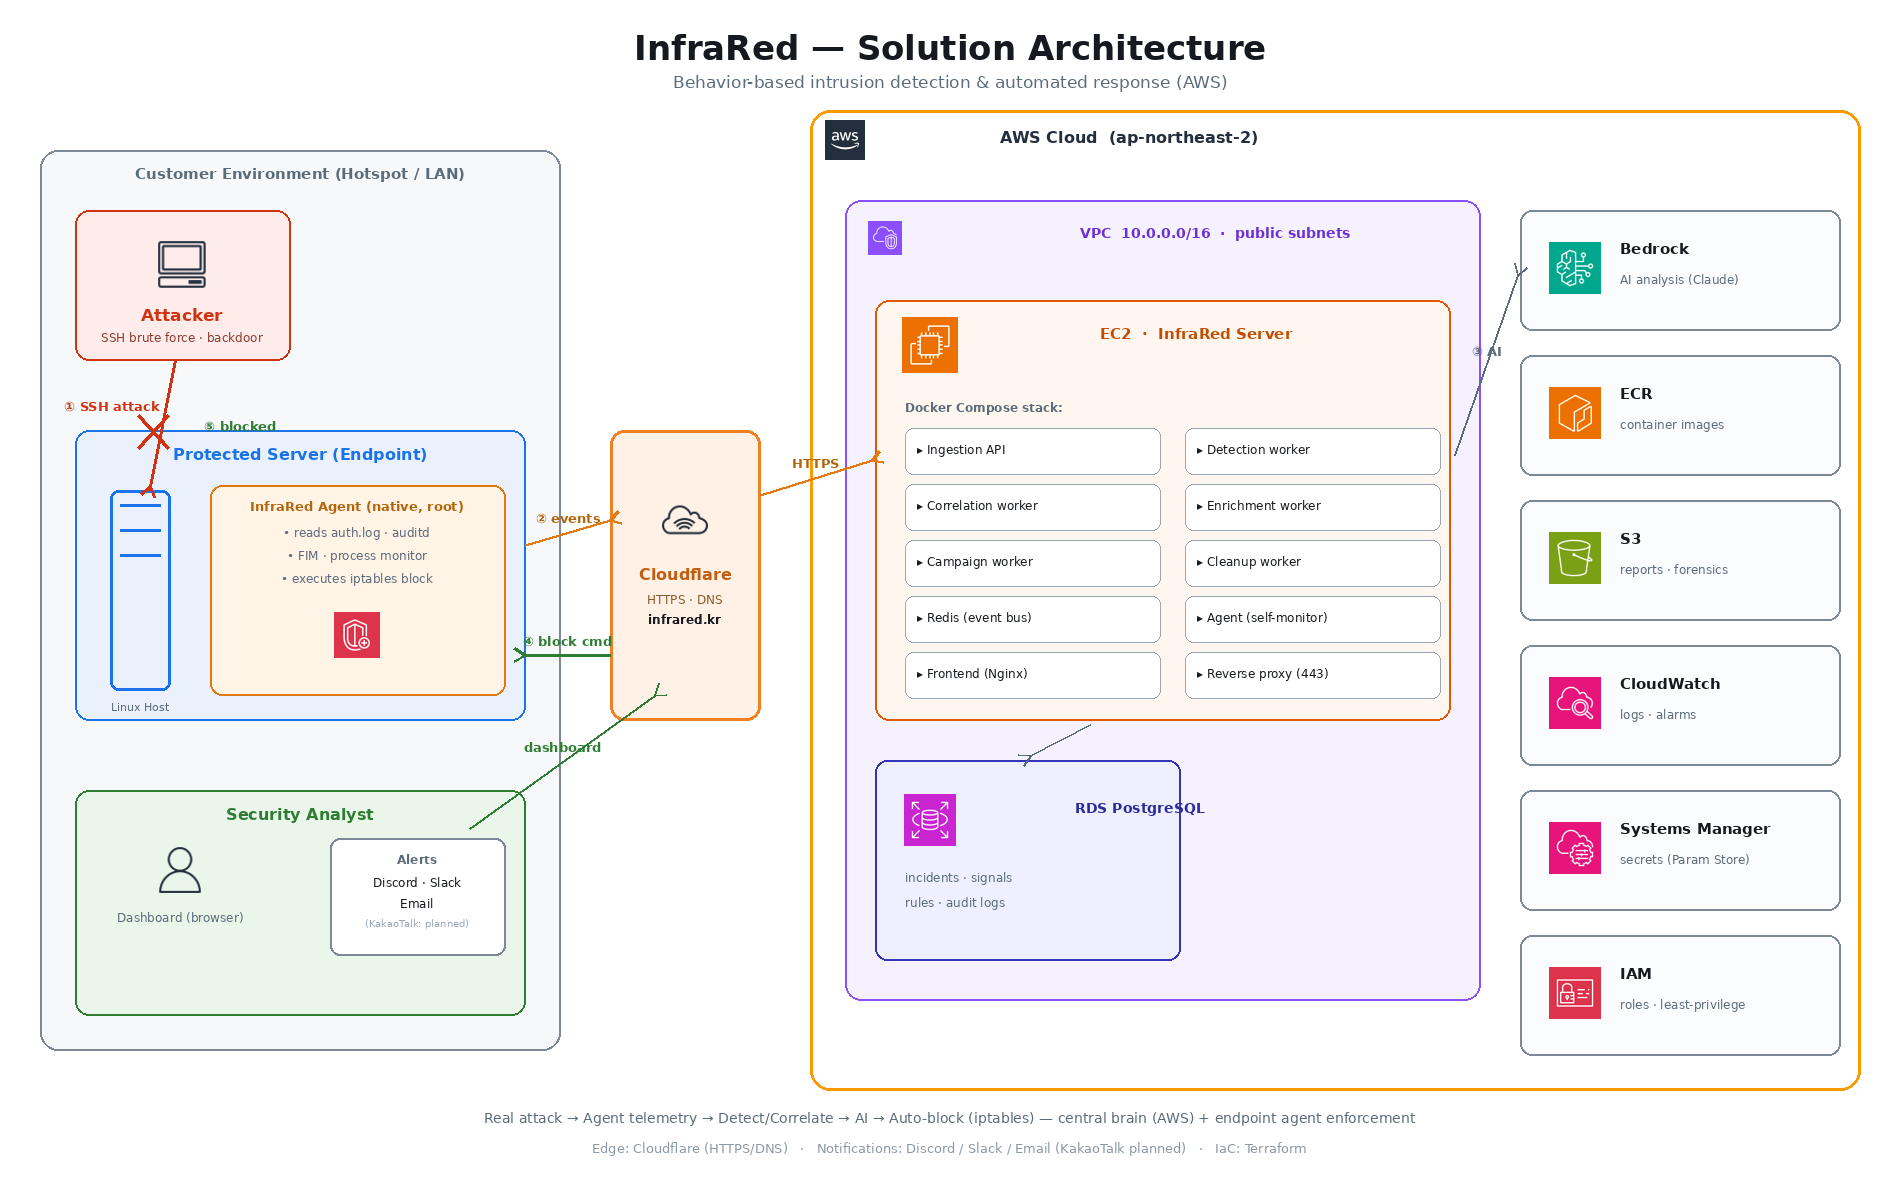 InfraRed — Solution Architecture
Behavior-based intrusion detection & automated response (AWS)
Customer Environment (Hotspot / LAN)
Attacker
SSH brute force · backdoor
① SSH attack
⑤ blocked
Protected Server (Endpoint)
InfraRed Agent (native, root)
• reads auth.log · auditd
• FIM · process monitor
• executes iptables block
Linux Host
② events
④ block cmd
dashboard
Security Analyst
Dashboard (browser)
Alerts
Discord · Slack
Email
(KakaoTalk: planned)
Cloudflare
HTTPS · DNS
infrared.kr
HTTPS
aws
AWS Cloud (ap-northeast-2)
VPC 10.0.0.0/16 · public subnets
EC2 · InfraRed Server
Docker Compose stack:
▸ Ingestion API
▸ Detection worker
▸ Correlation worker
▸ Enrichment worker
▸ Campaign worker
▸ Cleanup worker
▸ Redis (event bus)
▸ Agent (self-monitor)
▸ Frontend (Nginx)
▸ Reverse proxy (443)
RDS PostgreSQL
incidents · signals
rules · audit logs
③ AI
Bedrock
AI analysis (Claude)
ECR
container images
S3
reports · forensics
CloudWatch
logs · alarms
Systems Manager
secrets (Param Store)
IAM
roles · least-privilege
Real attack → Agent telemetry → Detect/Correlate → AI → Auto-block (iptables) — central brain (AWS) + endpoint agent enforcement
Edge: Cloudflare (HTTPS/DNS) · Notifications: Discord / Slack / Email (KakaoTalk planned) · IaC: Terraform